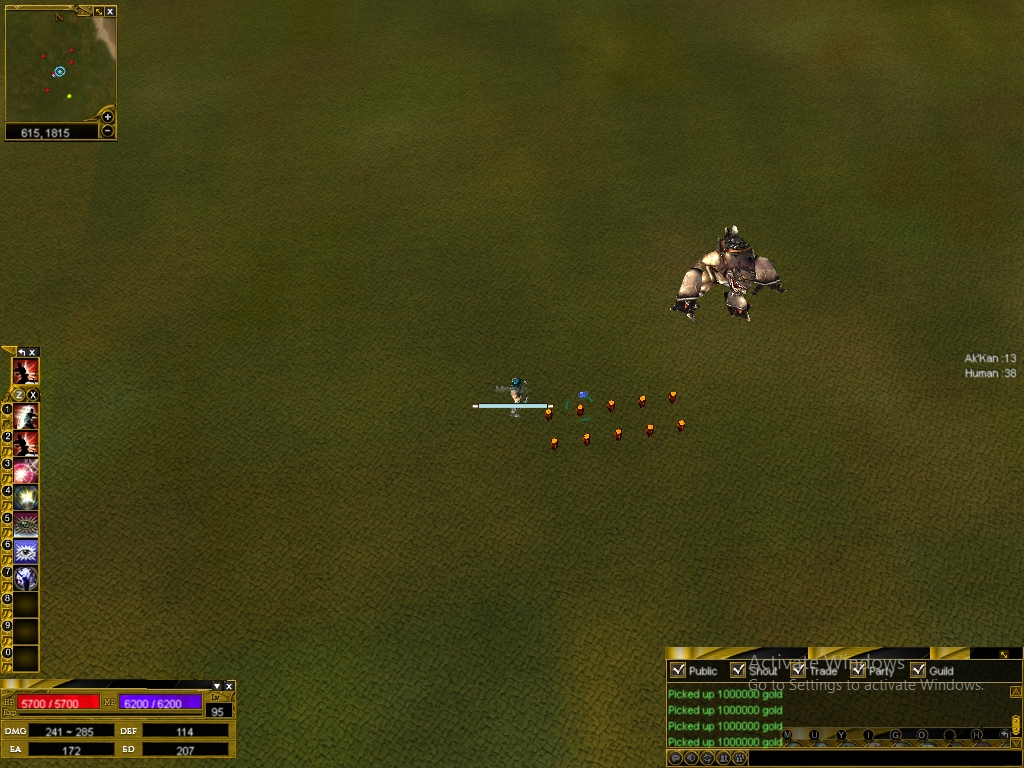 N
615, 1815
Ak'Kan :13
Human :38
Z X
1
2
3
4
5
6
7
8
9
0
HP 5700 / 5700 MP 6200 / 6200 Lv
Exp 95
DMG 241 ~ 285 DEF 114
EA 172 ED 207
Public Shout Trade Party Guild
Activate Windows
Go to Settings to activate Windows.
Picked up 1000000 gold
Picked up 1000000 gold
Picked up 1000000 gold
Picked up 1000000 gold
M U Y I G O H